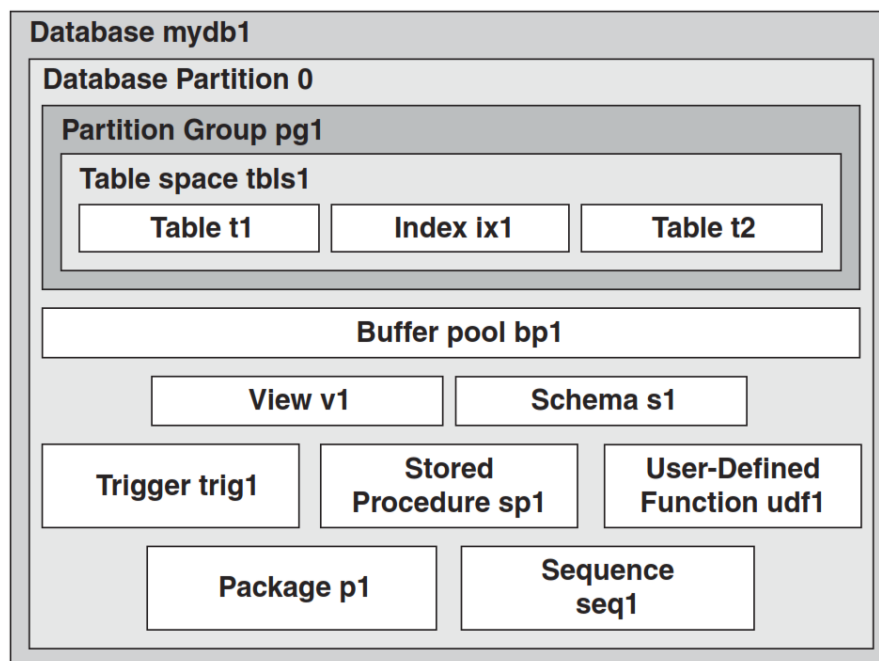 Database mydb1
Database Partition 0
Partition Group pg1
Table space tbls1
Table t1
Index ix1
Table t2
Buffer pool bp1
View v1
Schema s1
Trigger trig1
Stored
Procedure sp1
User-Defined
Function udf1
Package p1
Sequence
seq1